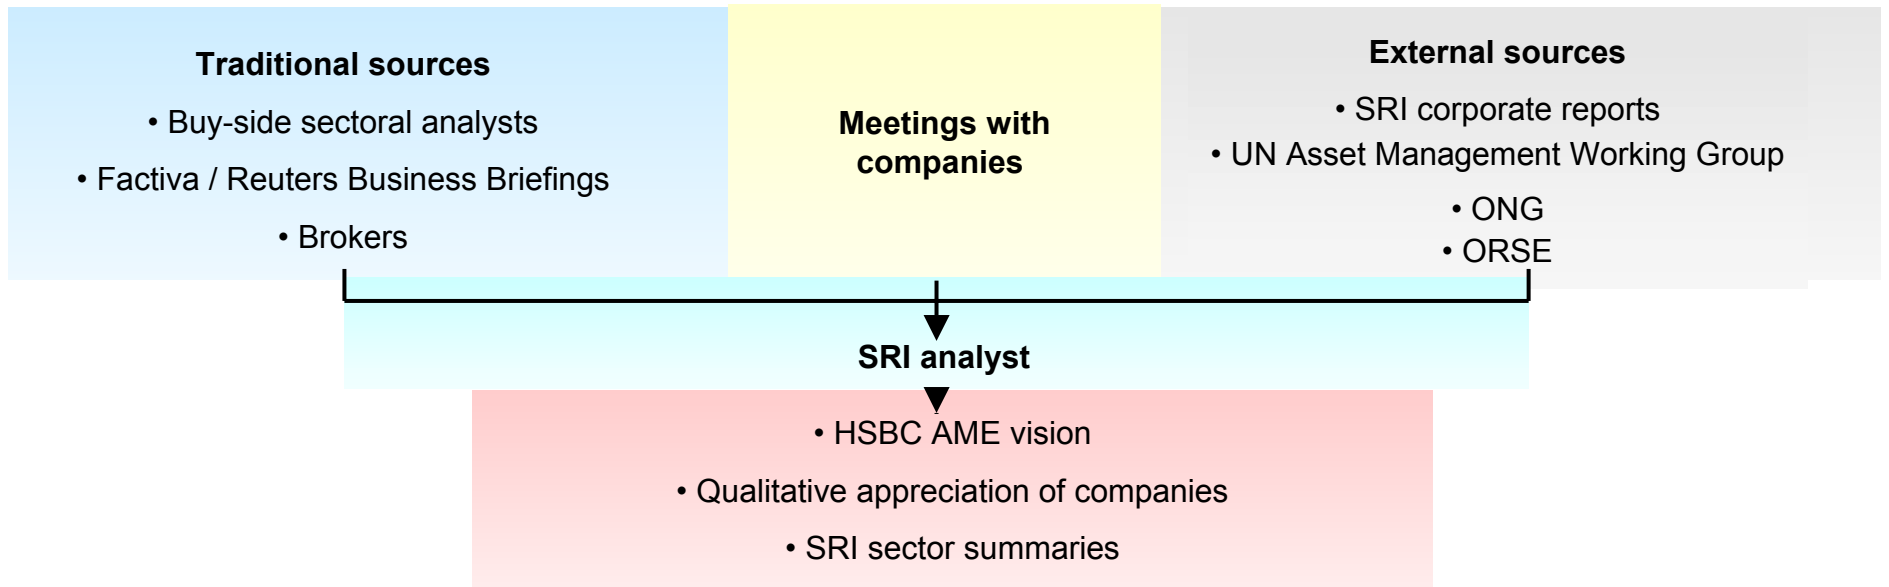 Traditional sources
• Buy-side sectoral analysts
• Factiva / Reuters Business Briefings
• Brokers
Meetings with
companies
External sources
• SRI corporate reports
• UN Asset Management Working Group
• ONG
• ORSE
SRI analyst
• HSBC AME vision
• Qualitative appreciation of companies
• SRI sector summaries